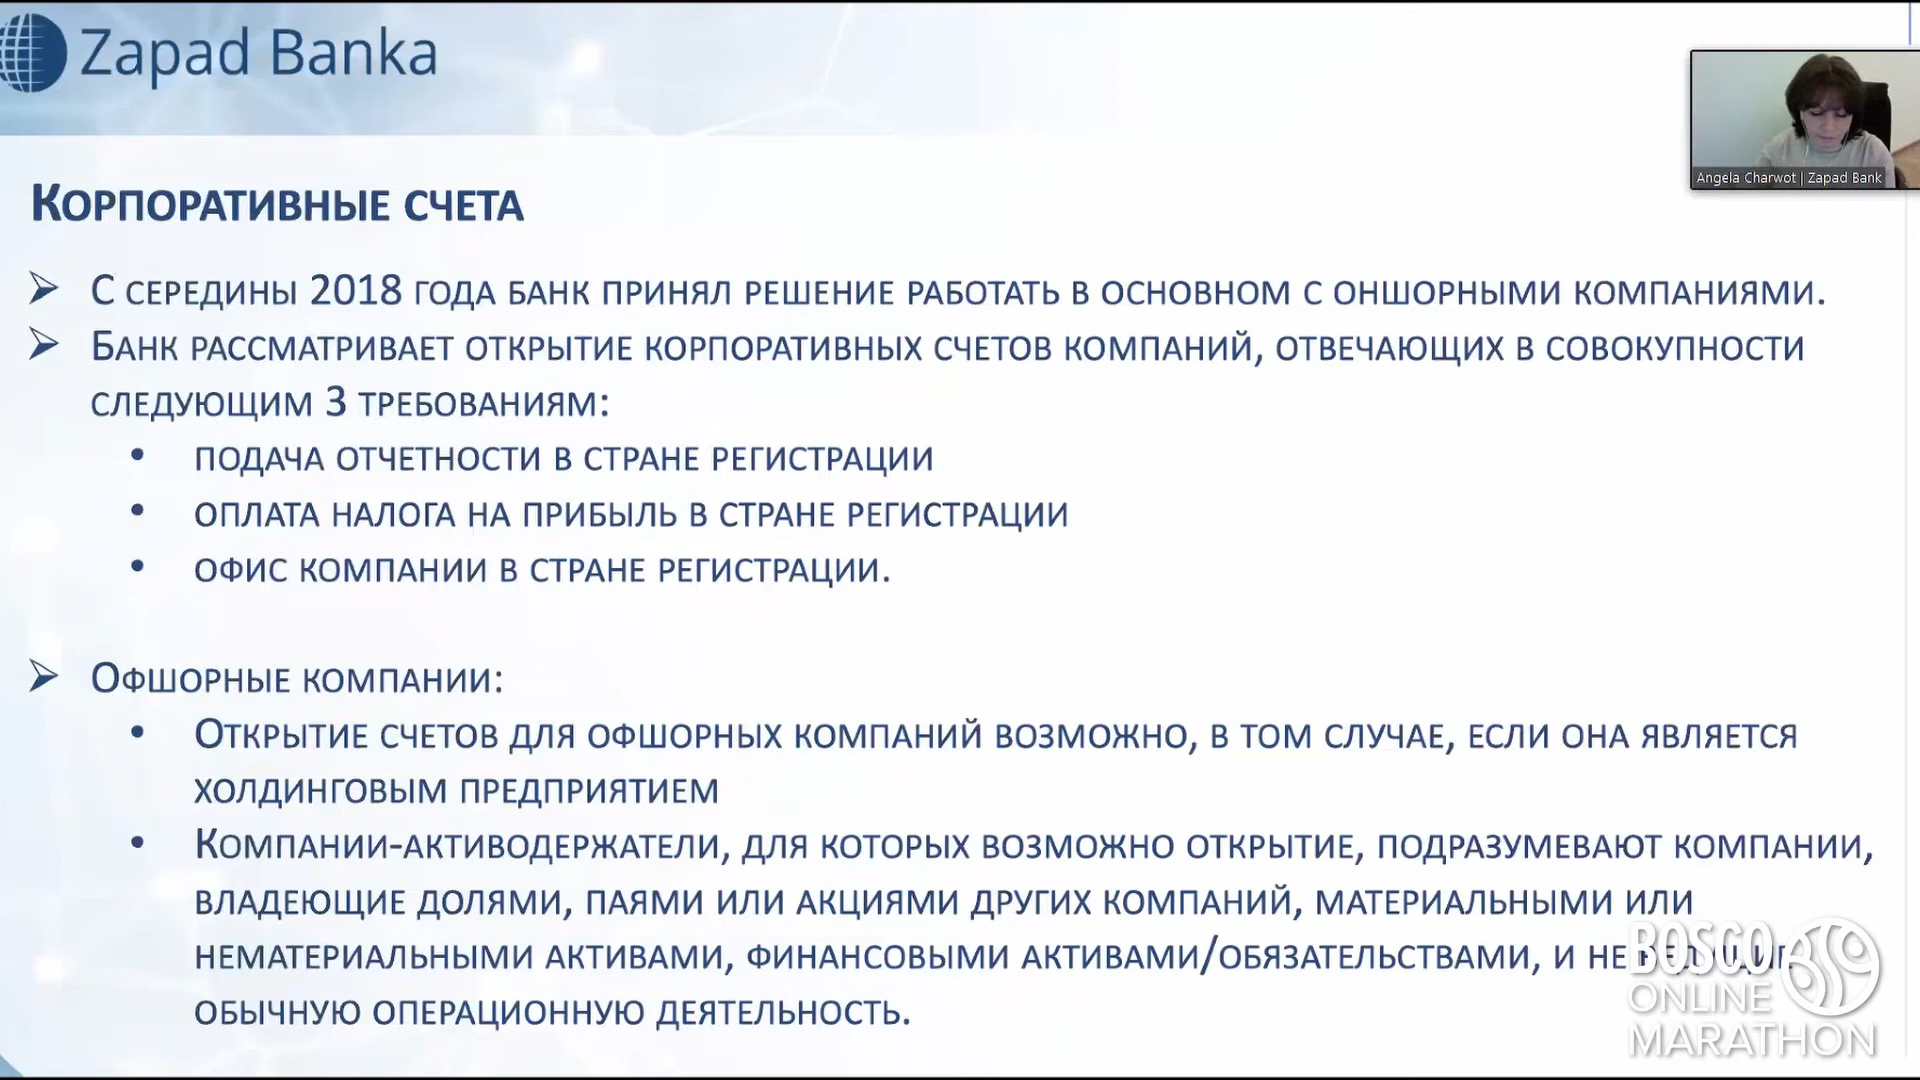 Zapad Banka
Angela Charwot | Zapad Bank
Корпоративные счета
С середины 2018 года банк принял решение работать в основном с оншорными компаниями.
Банк рассматривает открытие корпоративных счетов компаний, отвечающих в совокупности
следующим 3 требованиям:
• подача отчетности в стране регистрации
• оплата налога на прибыль в стране регистрации
• офис компании в стране регистрации.
Офшорные компании:
• Открытие счетов для офшорных компаний возможно, в том случае, если она является
холдинговым предприятием
• Компании-активодержатели, для которых возможно открытие, подразумевают компании,
владеющие долями, паями или акциями других компаний, материальными или
нематериальными активами, финансовыми активами/обязательствами, и не
обычную операционную деятельность.
BOSCO
ONLINE
MARATHON